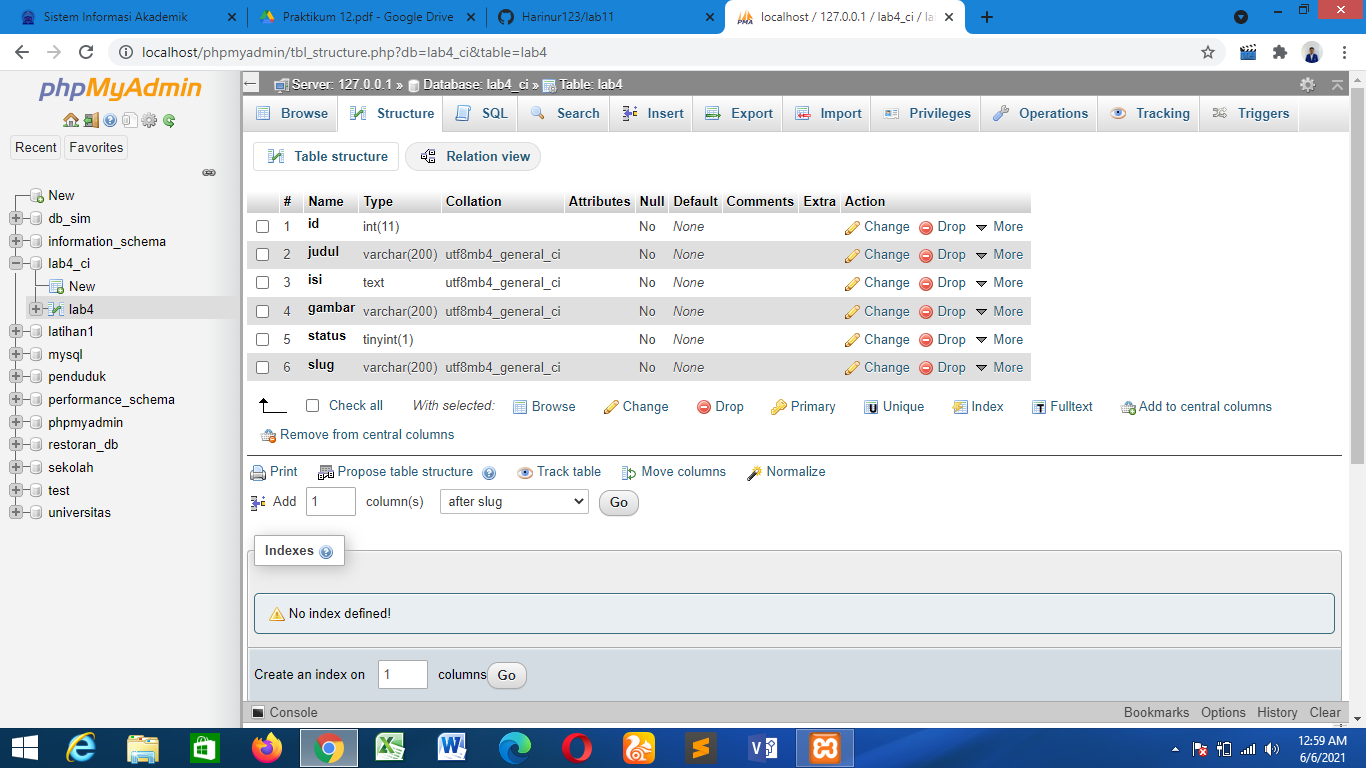 Sistem Informasi Akademik
Praktikum 12.pdf - Google Drive
Harinur123/lab11
localhost / 127.0.0.1 / lab4_ci / la
localhost/phpmyadmin/tbl_structure.php?db=lab4_ci&table=lab4
phpMyAdmin
Recent Favorites
New
db_sim
information_schema
lab4_ci
New
lab4
latihan1
mysql
penduduk
performance_schema
phpmyadmin
restoran_db
sekolah
test
universitas
Server: 127.0.0.1 » Database: lab4_ci » Table: lab4
Browse Structure SQL Search Insert Export Import Privileges Operations Tracking Triggers
Table structure Relation view
# Name Type Collation Attributes Null Default Comments Extra Action
1 id int(11) No None Change Drop More
2 judul varchar(200) utf8mb4_general_ci No None Change Drop More
3 isi text utf8mb4_general_ci No None Change Drop More
4 gambar varchar(200) utf8mb4_general_ci No None Change Drop More
5 status tinyint(1) No None Change Drop More
6 slug varchar(200) utf8mb4_general_ci No None Change Drop More
Check all With selected: Browse Change Drop Primary Unique Index Fulltext Add to central columns
Remove from central columns
Print Propose table structure Track table Move columns Normalize
Add 1 column(s) after slug Go
Indexes
No index defined!
Create an index on 1 columns Go
Console Bookmarks Options History Clear
12:59 AM
6/6/2021